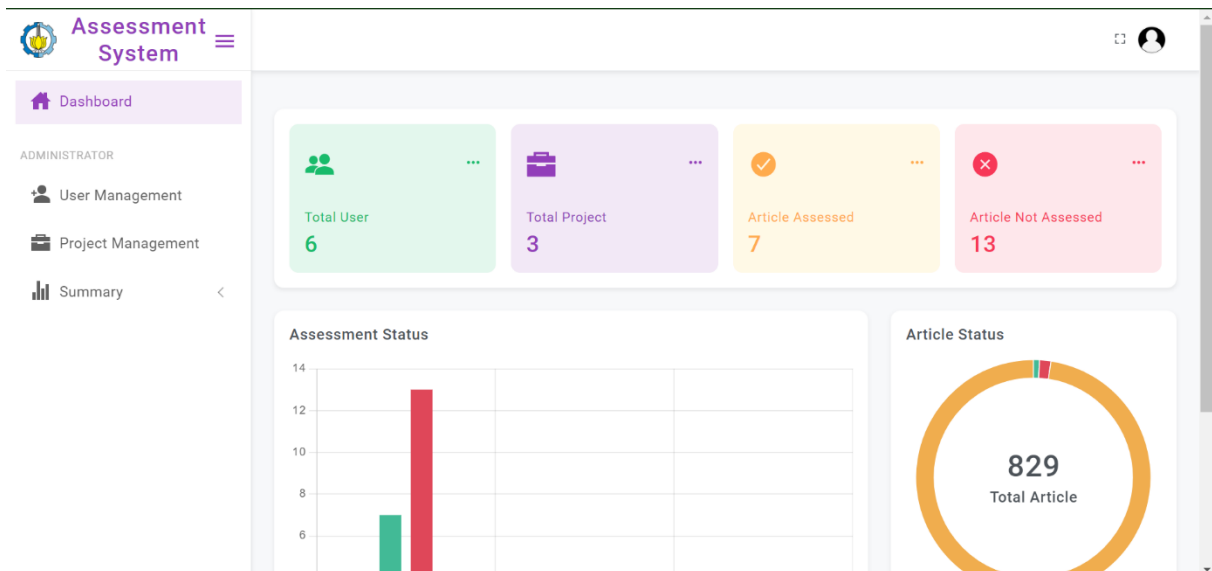 Assessment
System
Dashboard
ADMINISTRATOR
User Management
Project Management
Summary
Total User
6
Total Project
3
Article Assessed
7
Article Not Assessed
13
Assessment Status
14
12
10
8
6
Article Status
829
Total Article